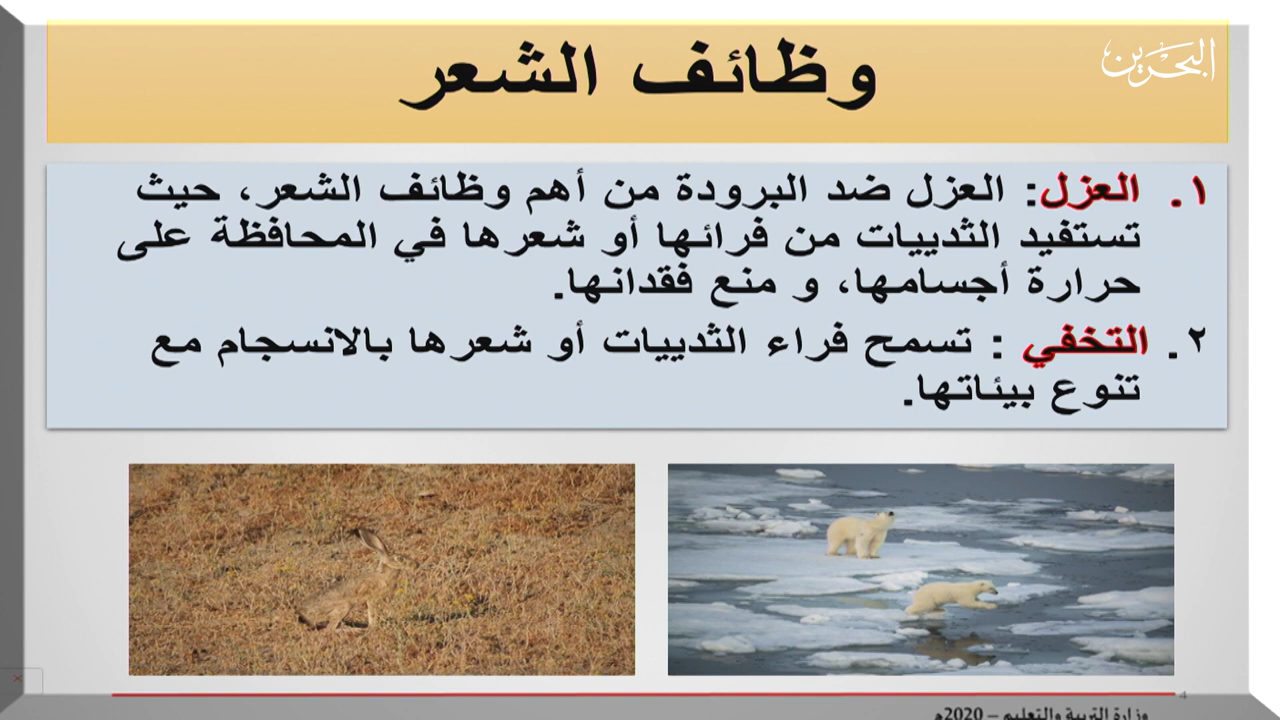 البحرين
وظائف الشعر
١. العزل: العزل ضد البرودة من أهم وظائف الشعر، حيث
تستفيد الثدييات من فرائها أو شعرها في المحافظة على
حرارة أجسامها، و منع فقدانها.
٢. التخفي : تسمح فراء الثدييات أو شعرها بالانسجام مع
تنوع بيئاتها.
4
وزارة التربية والتعليم – 2020م